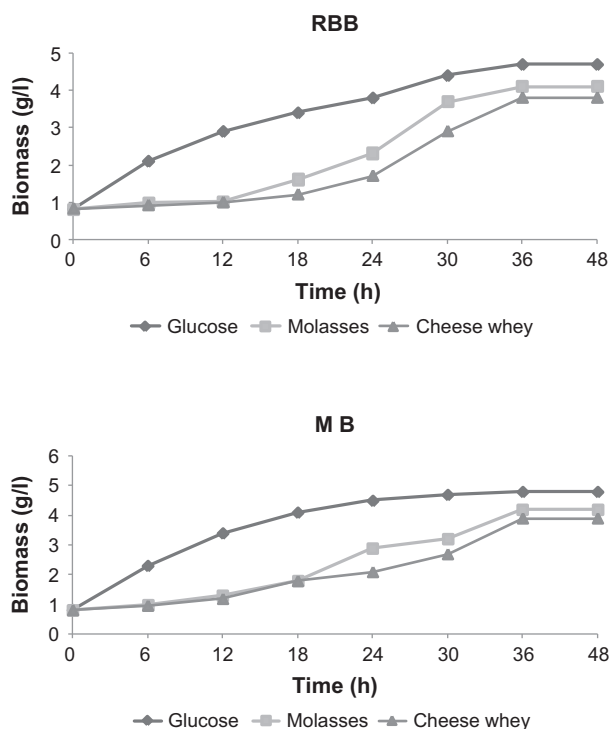 RBB
Biomass (g/l)
5
4
3
2
1
0
0 6 12 18 24 30 36 48
Time (h)
Glucose Molasses Cheese whey
M B
Biomass (g/l)
6
5
4
3
2
1
0
0 6 12 18 24 30 36 48
Time (h)
Glucose Molasses Cheese whey